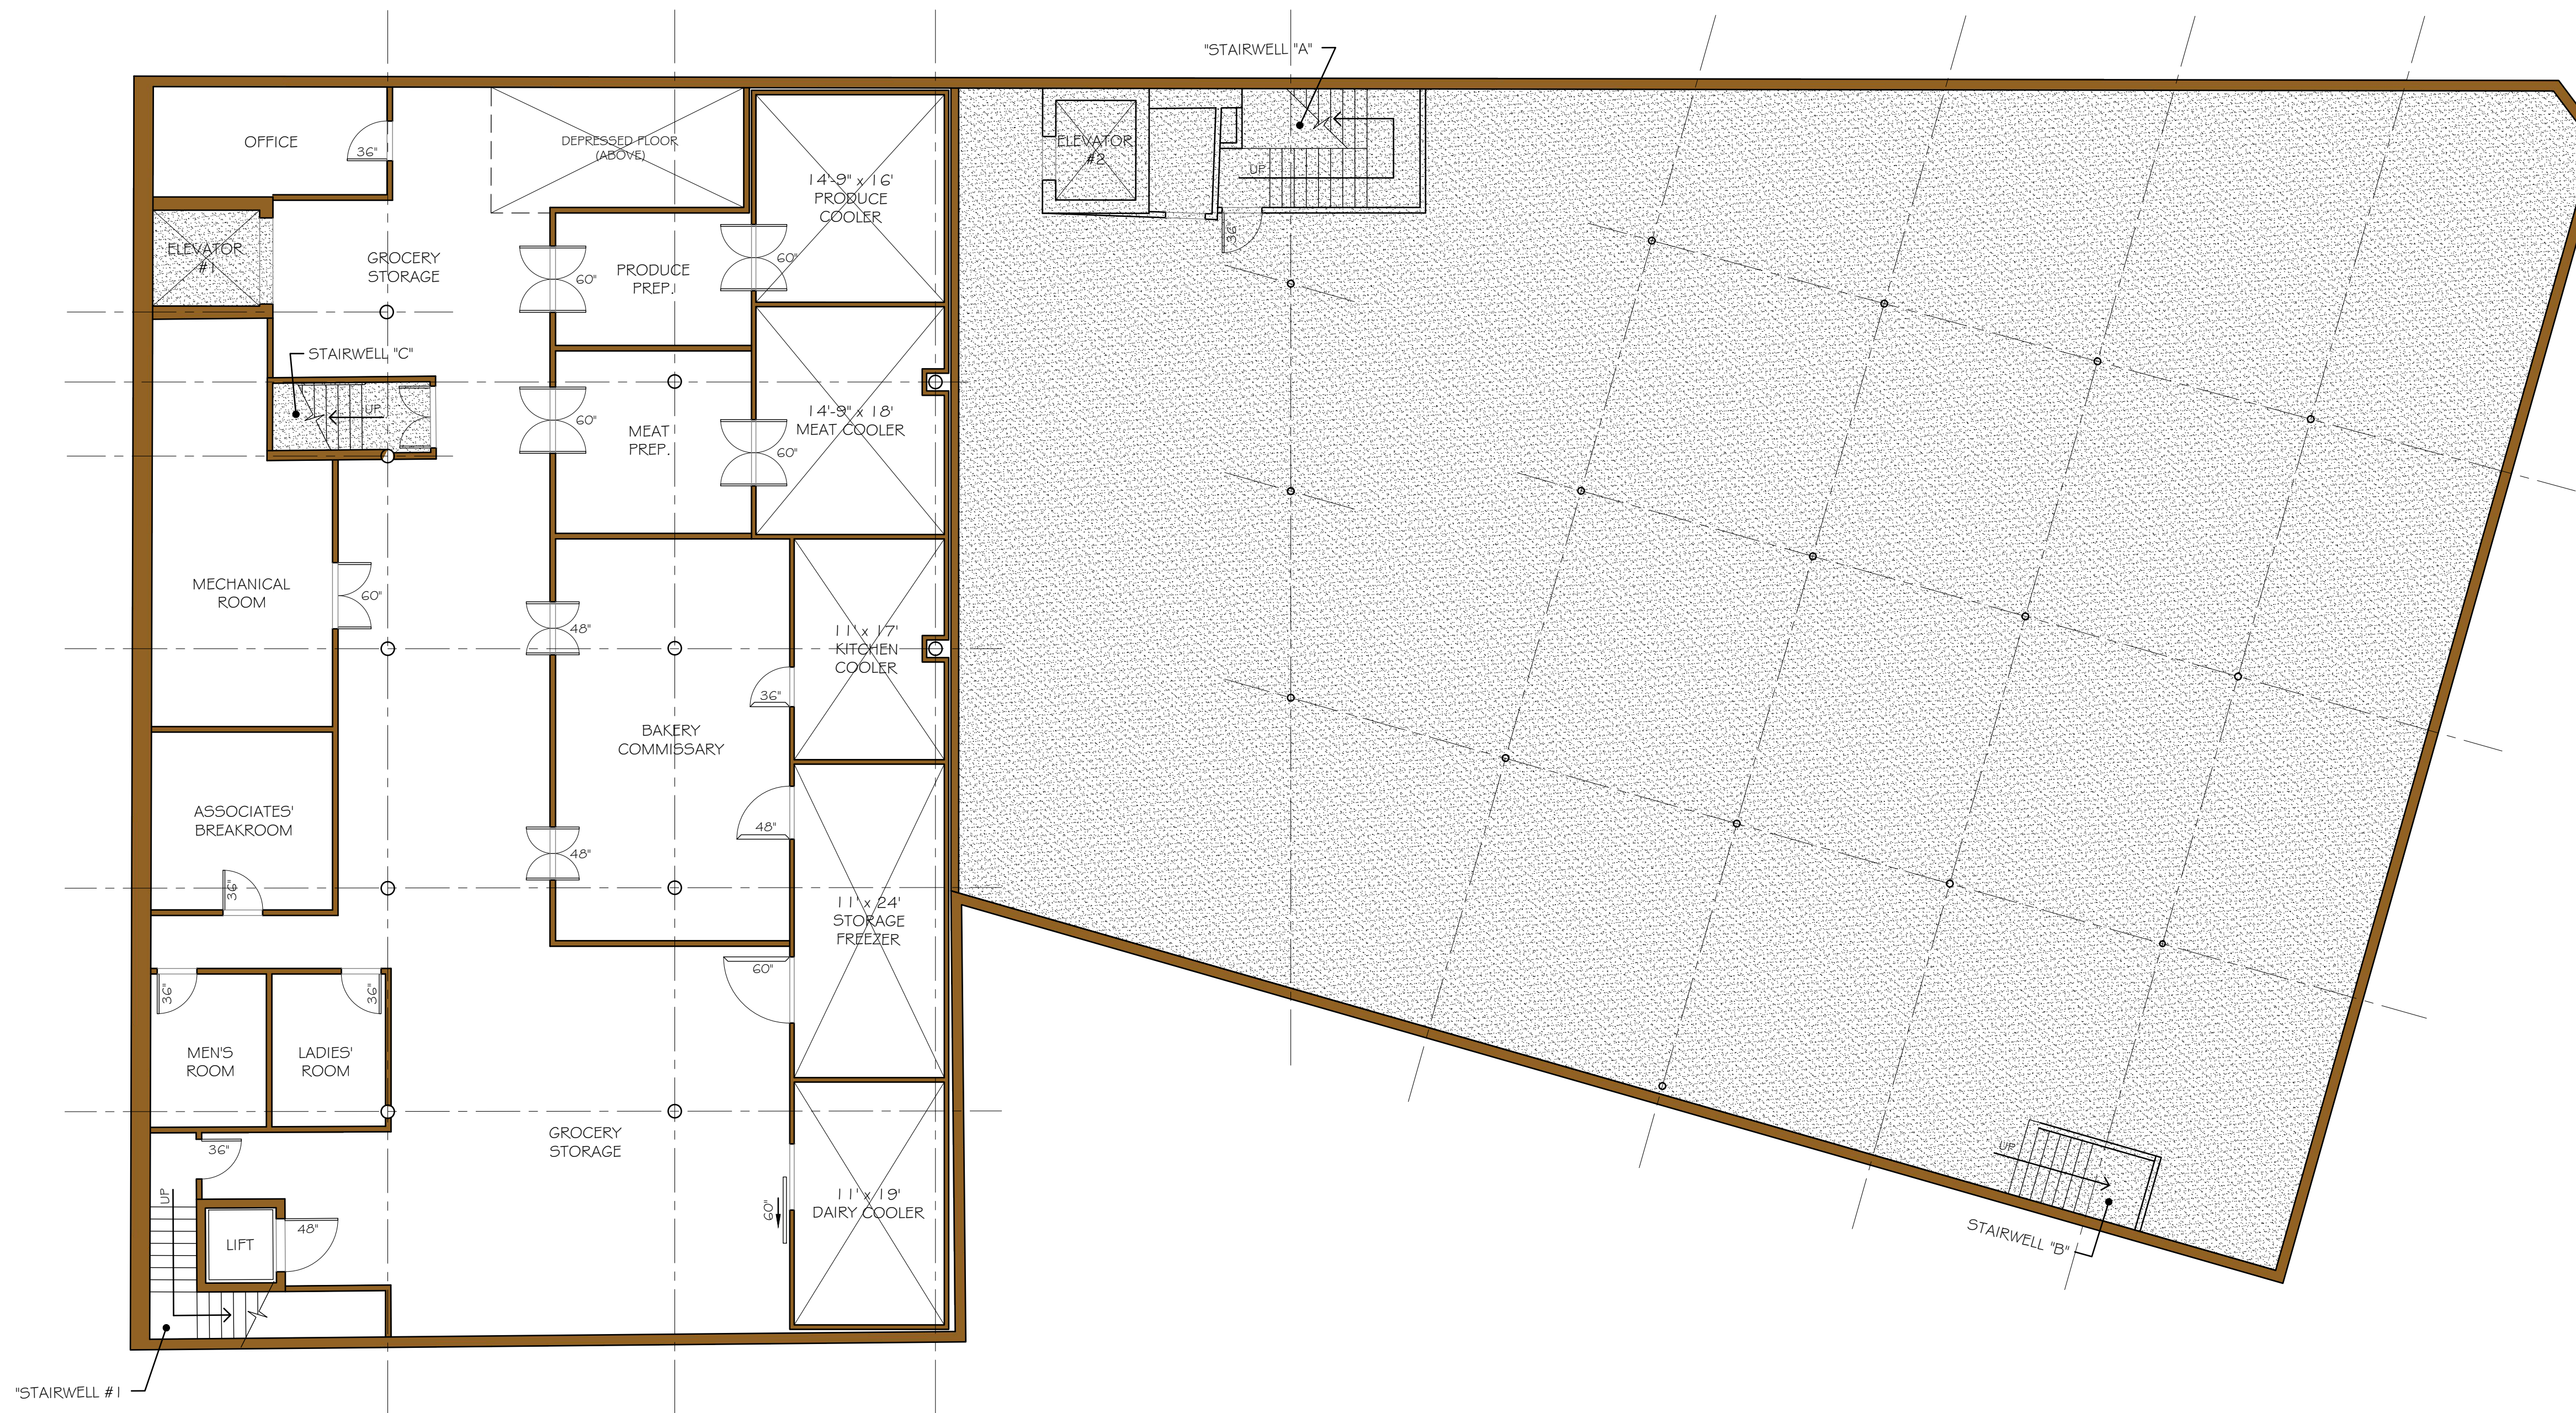 "STAIRWELL "A"
OFFICE
36"
DEPRESSED FLOOR
(ABOVE)
ELEVATOR
#2
UP
36"
14'-9" x 16'
PRODUCE
COOLER
60"
ELEVATOR
#1
GROCERY
STORAGE
60"
PRODUCE
PREP.
STAIRWELL "C"
UP
60"
MEAT
PREP.
60"
14'-9" x 18'
MEAT COOLER
MECHANICAL
ROOM
60"
48"
11' x 17'
KITCHEN
COOLER
36"
BAKERY
COMMISSARY
ASSOCIATES'
BREAKROOM
36"
48"
48"
11' x 24'
STORAGE
FREEZER
60"
36"
36"
MEN'S
ROOM
LADIES'
ROOM
GROCERY
STORAGE
36"
UP
LIFT
48"
60"
11' x 19'
DAIRY COOLER
UP
STAIRWELL "B"
"STAIRWELL #1